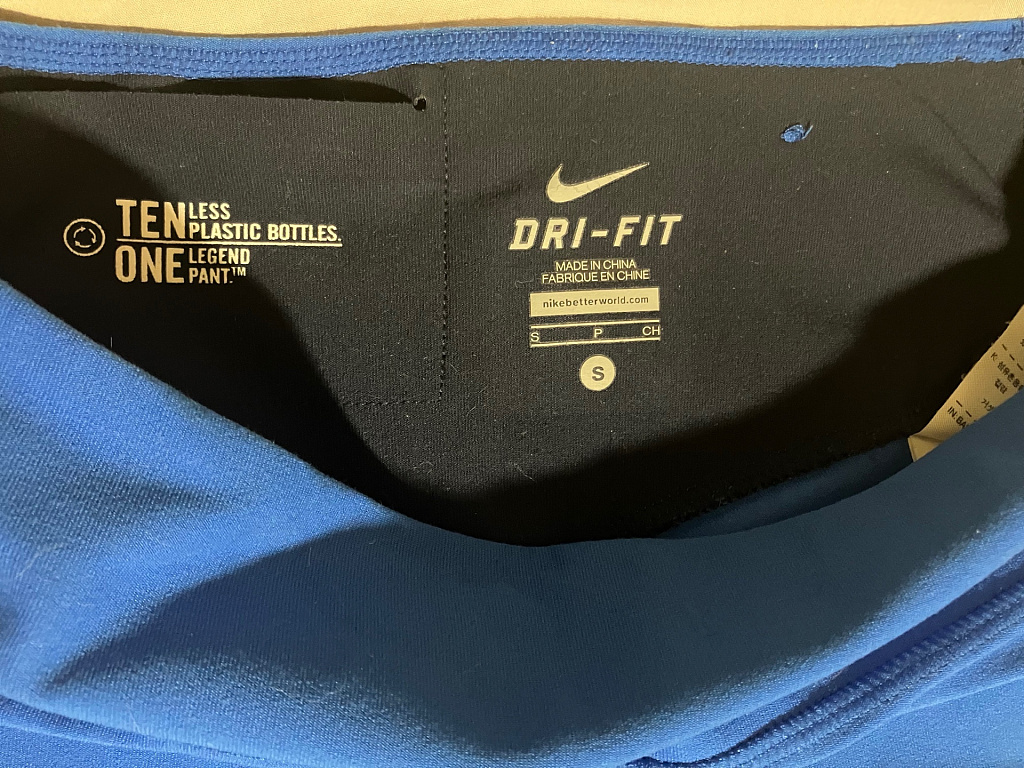 TEN LESS
PLASTIC BOTTLES.
ONE LEGEND
PANT.™
DRI-FIT
MADE IN CHINA
FABRIQUE EN CHINE
nikebetterworld.com
S P CH
S